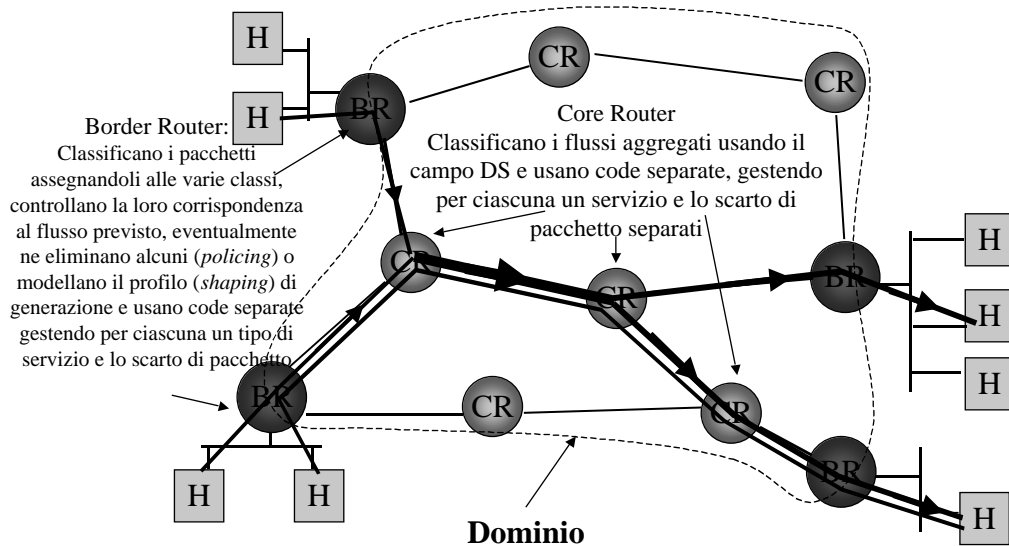 H
CR
CR
H
BR
Border Router:
Classificano i pacchetti
assegnandoli alle varie classi,
controllano la loro corrispondenza
al flusso previsto, eventualmente
ne eliminano alcuni (policing) o
modellano il profilo (shaping) di
generazione e usano code separate
gestendo per ciascuna un tipo di
servizio e lo scarto di pacchetto
Core Router
Classificano i flussi aggregati usando il
campo DS e usano code separate, gestendo
per ciascuna un servizio e lo scarto di
pacchetto separati
CR
CR
BR
H
H
H
BR
CR
CR
BR
H
H
H
Dominio